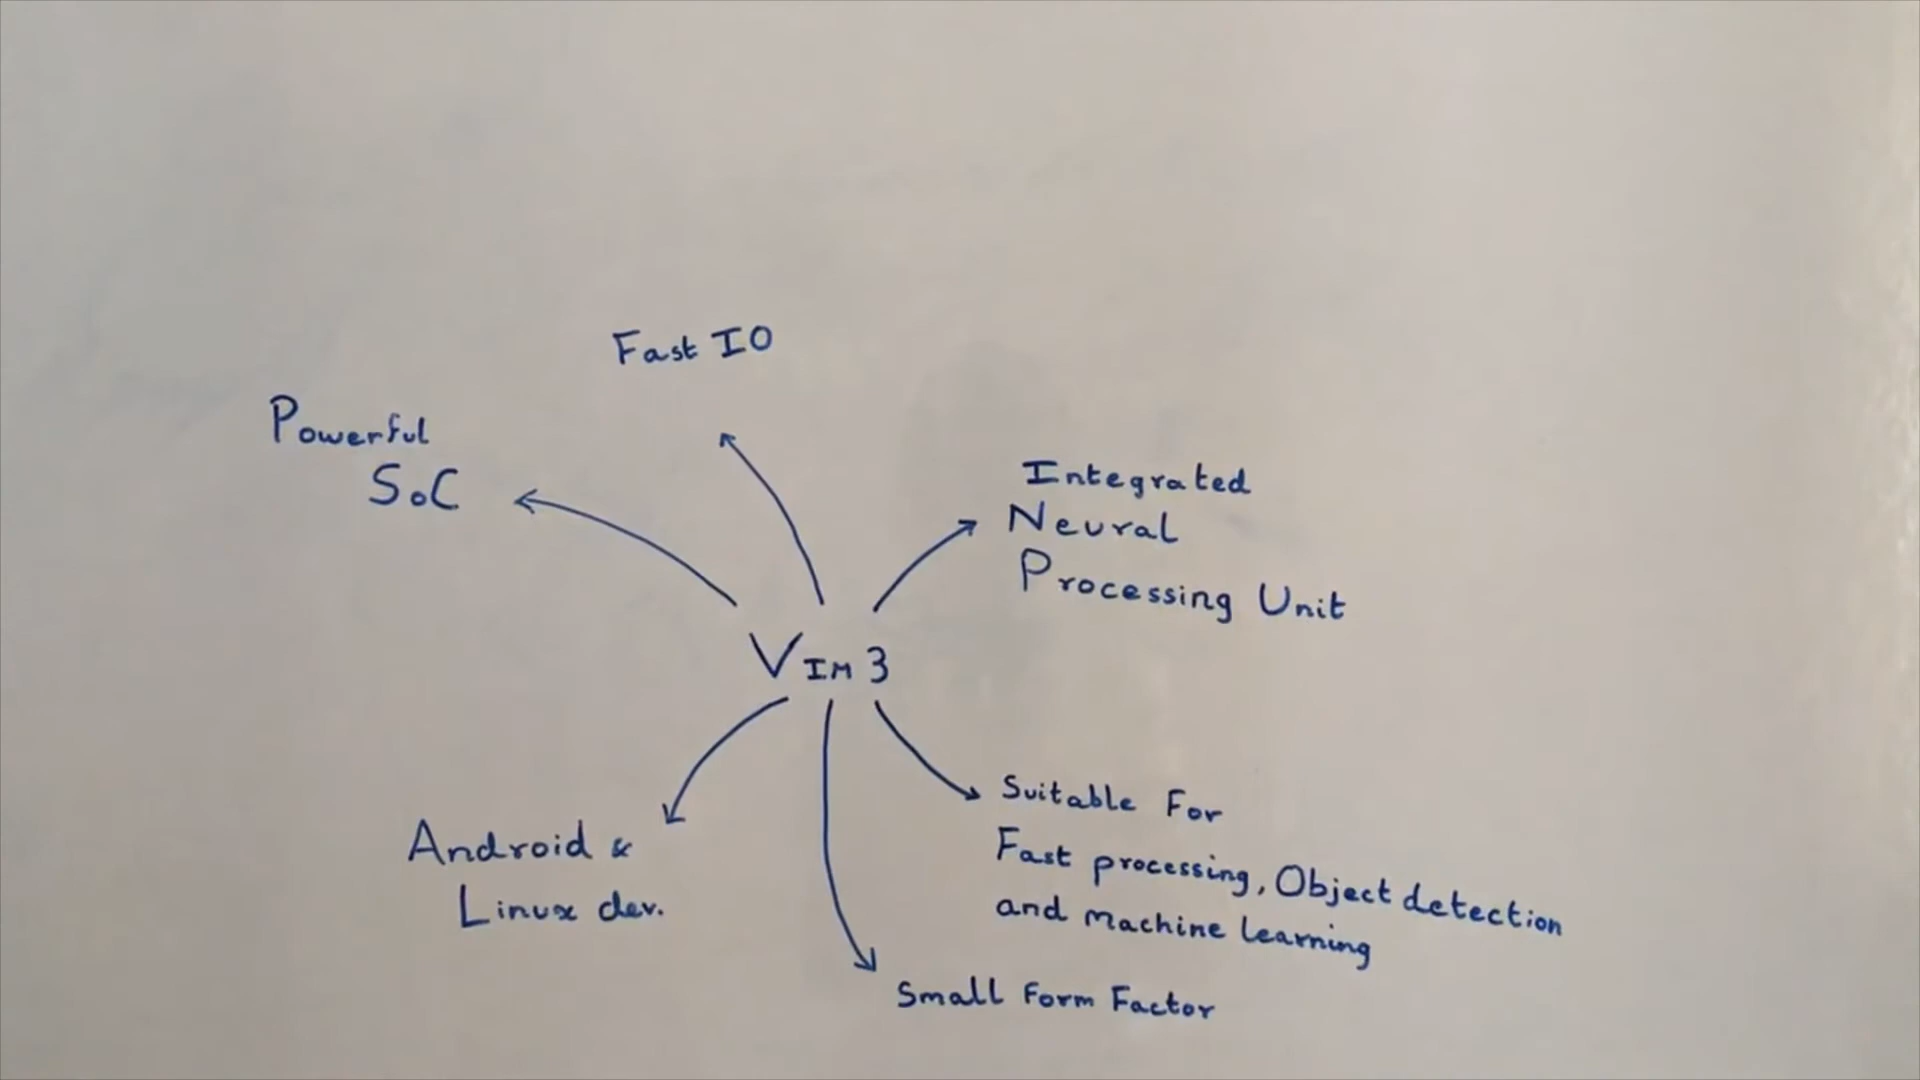 Fast IO
Powerful
SoC
Integrated
Neural
Processing Unit
VIM 3
Suitable For
Fast processing, Object detection
and machine learning
Android &
Linux dev.
Small Form Factor